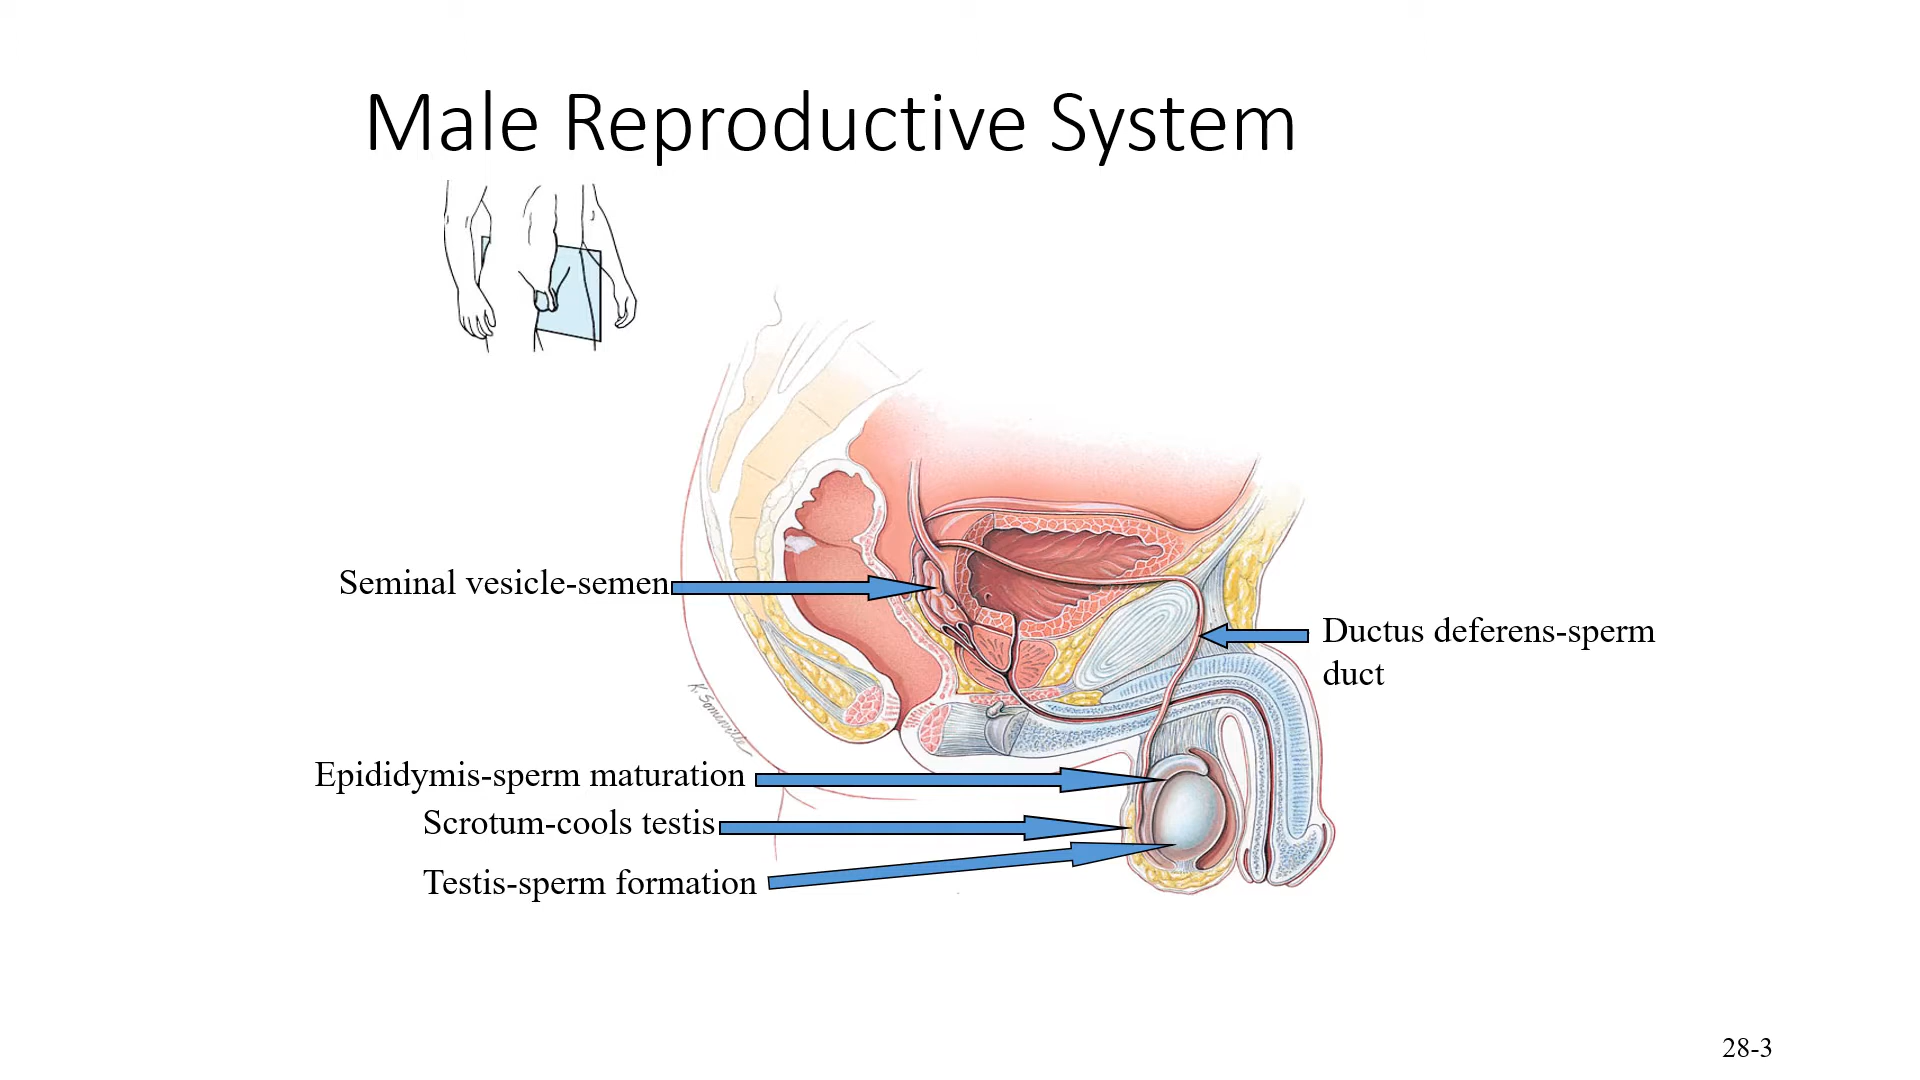 Male Reproductive System
Seminal vesicle-semen
Ductus deferens-sperm
duct
K. Somerville
Epididymis-sperm maturation
Scrotum-cools testis
Testis-sperm formation
28-3